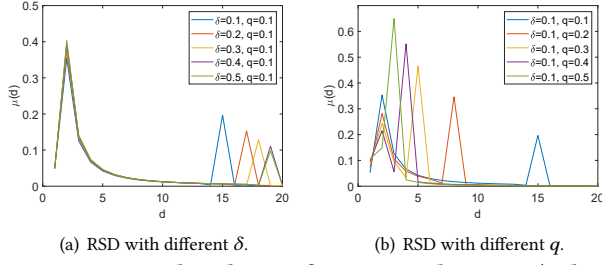 0.5
0.4
0.3
0.2
0.1
0
μ(d)
0 5 10 15 20
d
δ=0.1, q=0.1
δ=0.2, q=0.1
δ=0.3, q=0.1
δ=0.4, q=0.1
δ=0.5, q=0.1
(a) RSD with different δ.
0.6
0.5
0.4
0.3
0.2
0.1
0
μ(d)
0 5 10 15 20
d
δ=0.1, q=0.1
δ=0.1, q=0.2
δ=0.1, q=0.3
δ=0.1, q=0.4
δ=0.1, q=0.5
(b) RSD with different q.